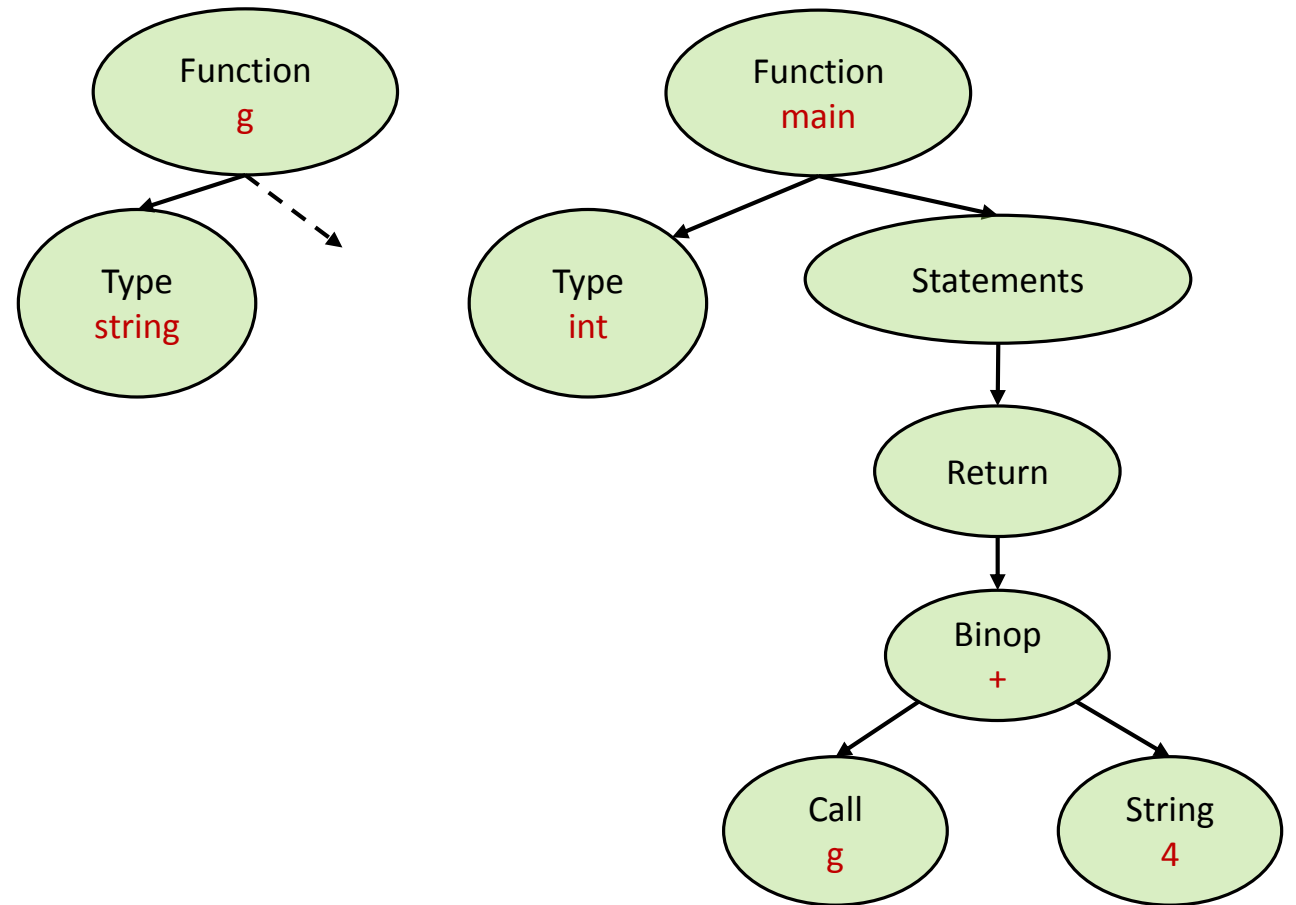 Function
g
Function
main
Type
string
Type
int
Statements
Return
Binop
+
Call
g
String
4